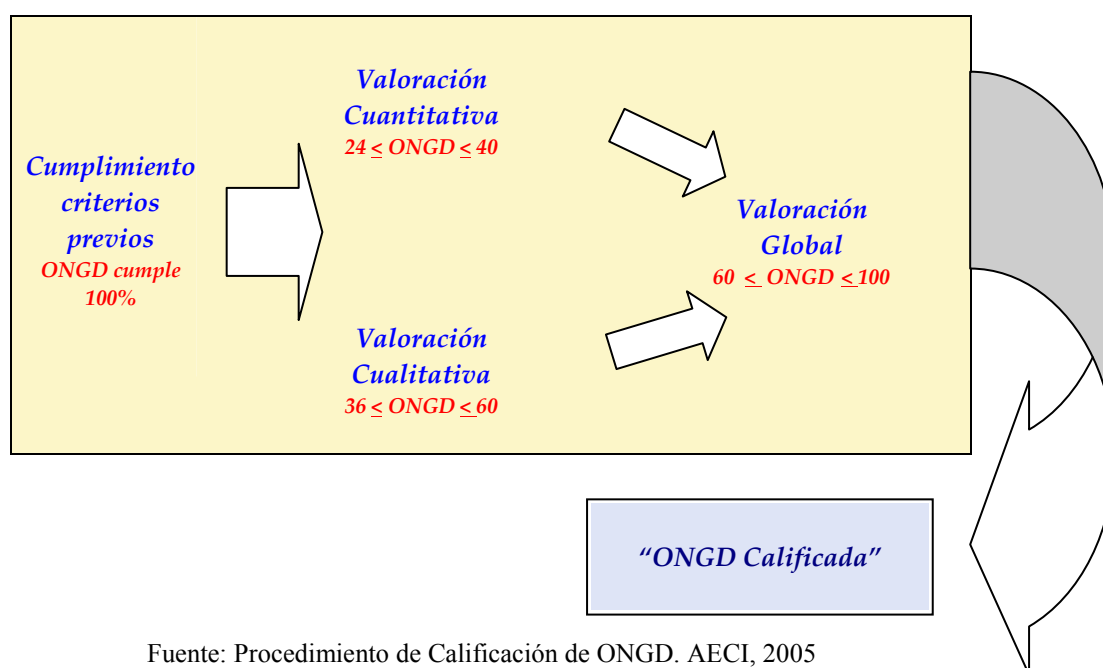 Cumplimiento
criterios
previos
ONGD cumple
100%
Valoración
Cuantitativa
24 ≤ ONGD ≤ 40
Valoración
Cualitativa
36 ≤ ONGD ≤ 60
Valoración
Global
60 ≤ ONGD ≤ 100
“ONGD Calificada”
Fuente: Procedimiento de Calificación de ONGD. AECI, 2005